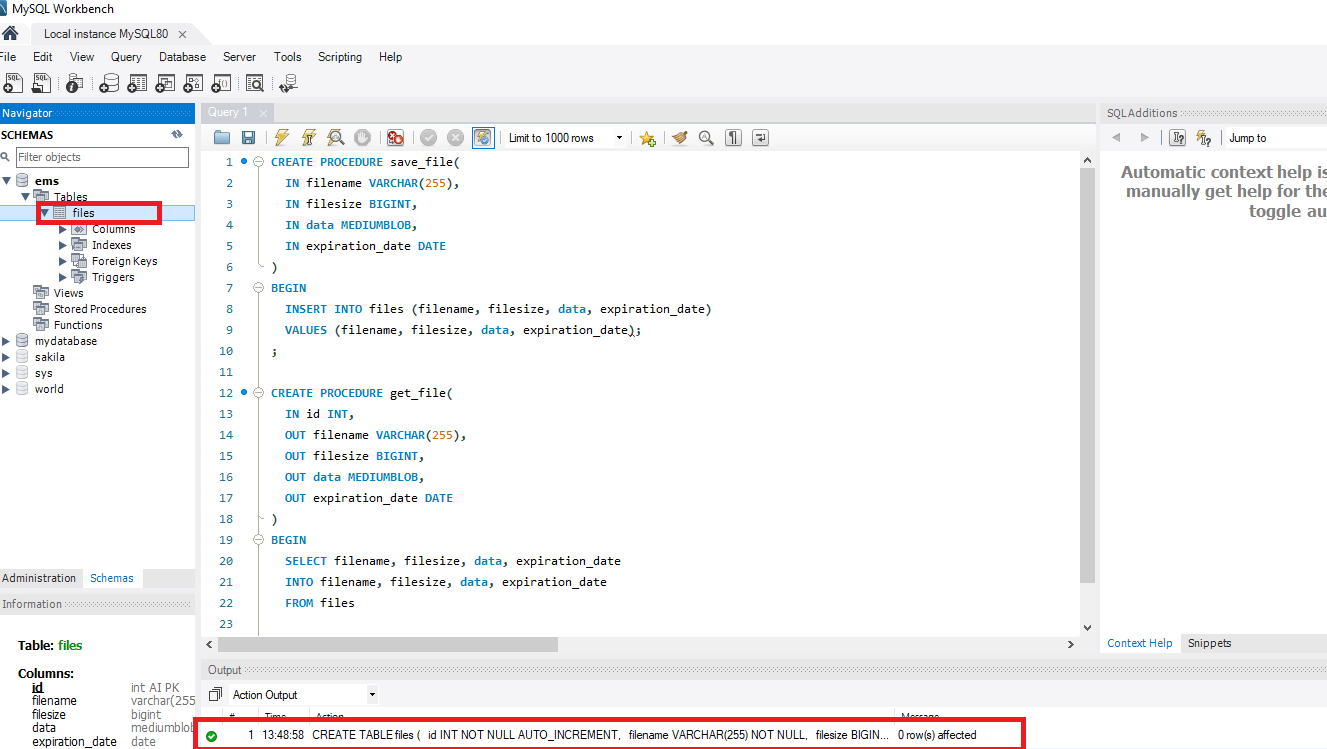 MySQL Workbench
Local instance MySQL80
File Edit View Query Database Server Tools Scripting Help
Navigator
SCHEMAS
Filter objects
ems
Tables
files
Columns
Indexes
Foreign Keys
Triggers
Views
Stored Procedures
Functions
mydatabase
sakila
sys
world
Administration Schemas
Information
Table: files
Columns:
id int AI PK
filename varchar(255
filesize bigint
data mediumblob
expiration_date date
Query 1
Limit to 1000 rows
1 CREATE PROCEDURE save_file(
2 IN filename VARCHAR(255),
3 IN filesize BIGINT,
4 IN data MEDIUMBLOB,
5 IN expiration_date DATE
6 )
7 BEGIN
8 INSERT INTO files (filename, filesize, data, expiration_date)
9 VALUES (filename, filesize, data, expiration_date);
10 ;
11
12 CREATE PROCEDURE get_file(
13 IN id INT,
14 OUT filename VARCHAR(255),
15 OUT filesize BIGINT,
16 OUT data MEDIUMBLOB,
17 OUT expiration_date DATE
18 )
19 BEGIN
20 SELECT filename, filesize, data, expiration_date
21 INTO filename, filesize, data, expiration_date
22 FROM files
23
SQLAdditions
Jump to
Automatic context help is
manually get help for the
toggle au
Context Help Snippets
Output
Action Output
# Time Action Message
1 13:48:58 CREATE TABLE files ( id INT NOT NULL AUTO_INCREMENT, filename VARCHAR(255) NOT NULL, filesize BIGIN... 0 row(s) affected